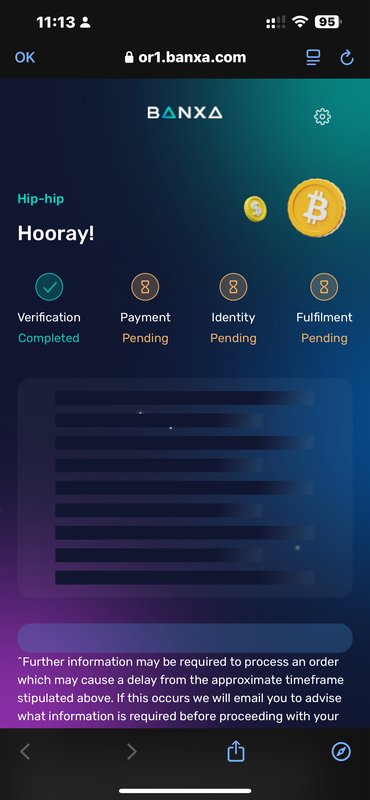 11:13
95
OK
or1.banxa.com
BANXA
Hip-hip
Hooray!
Verification Payment Identity Fulfilment
Completed Pending Pending Pending
^Further information may be required to process an order
which may cause a delay from the approximate timeframe
stipulated above. If this occurs we will email you to advise
what information is required before proceeding with your